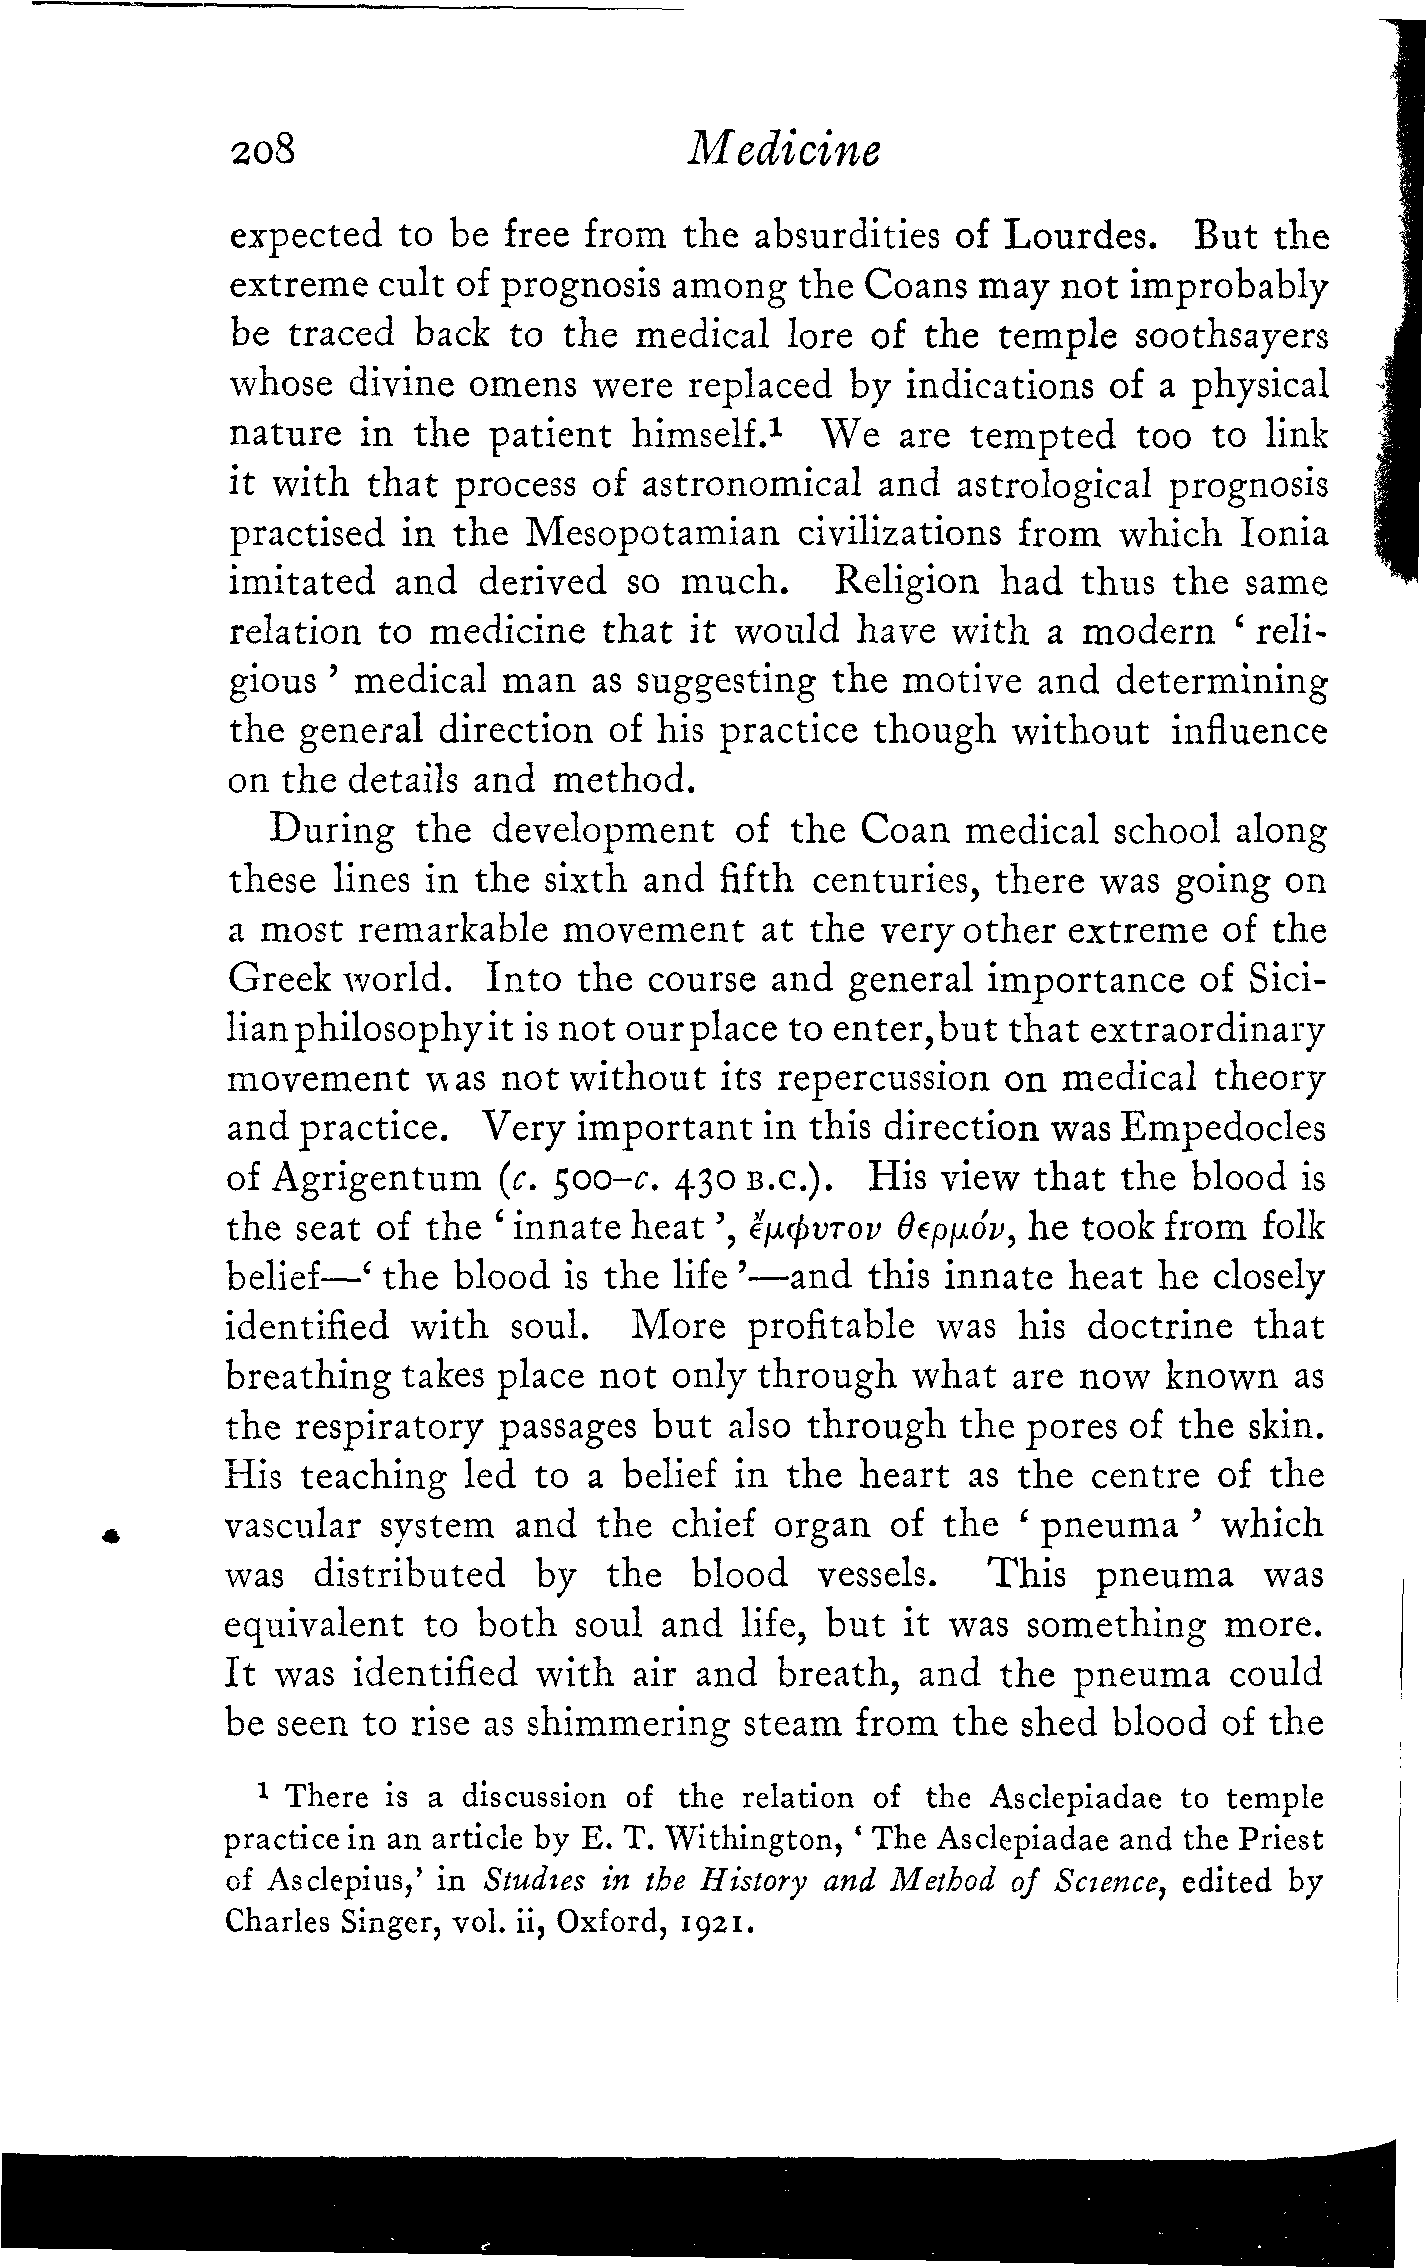 208 Medicine
expected to be free from the absurdities of Lourdes. But the
extreme cult of prognosis among the Coans may not improbably
be traced back to the medical lore of the temple soothsayers
whose divine omens were replaced by indications of a physical
nature in the patient himself.¹ We are tempted too to link
it with that process of astronomical and astrological prognosis
practised in the Mesopotamian civilizations from which Ionia
imitated and derived so much. Religion had thus the same
relation to medicine that it would have with a modern ‘ reli-
gious ’ medical man as suggesting the motive and determining
the general direction of his practice though without influence
on the details and method.
During the development of the Coan medical school along
these lines in the sixth and fifth centuries, there was going on
a most remarkable movement at the very other extreme of the
Greek world. Into the course and general importance of Sici-
lian philosophy it is not our place to enter, but that extraordinary
movement was not without its repercussion on medical theory
and practice. Very important in this direction was Empedocles
of Agrigentum (c. 500–c. 430 B.C.). His view that the blood is
the seat of the ‘ innate heat ’, ἔμφυτον θερμόν, he took from folk
belief—‘ the blood is the life ’—and this innate heat he closely
identified with soul. More profitable was his doctrine that
breathing takes place not only through what are now known as
the respiratory passages but also through the pores of the skin.
His teaching led to a belief in the heart as the centre of the
vascular system and the chief organ of the ‘ pneuma ’ which
was distributed by the blood vessels. This pneuma was
equivalent to both soul and life, but it was something more.
It was identified with air and breath, and the pneuma could
be seen to rise as shimmering steam from the shed blood of the
¹ There is a discussion of the relation of the Asclepiadae to temple
practice in an article by E. T. Withington, ‘ The Asclepiadae and the Priest
of Asclepius,’ in Studies in the History and Method of Science, edited by
Charles Singer, vol. ii, Oxford, 1921.